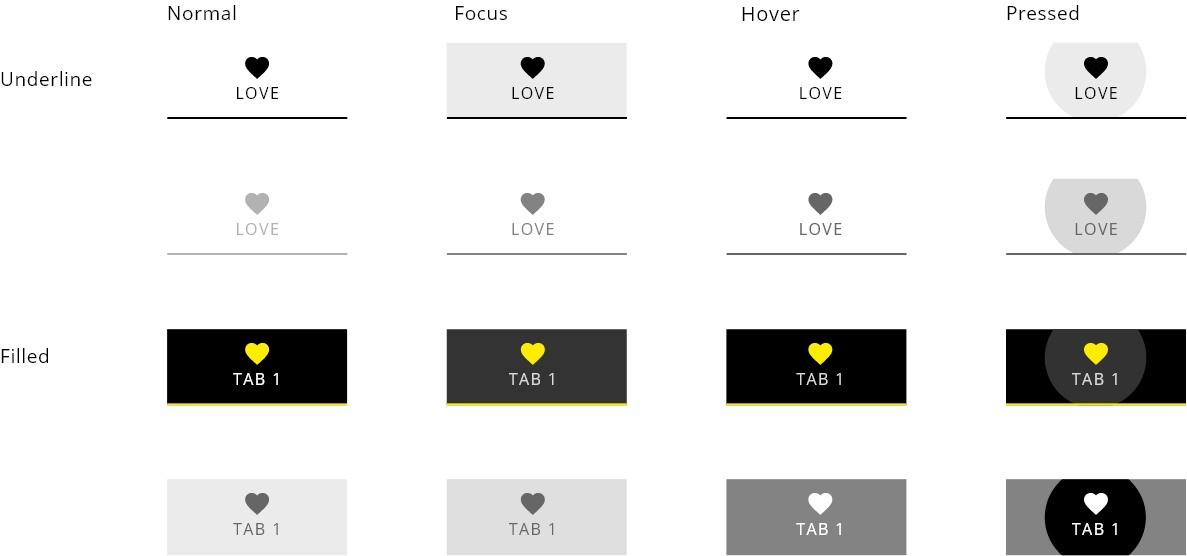 Normal Focus Hover Pressed
Underline
LOVE LOVE LOVE LOVE
LOVE LOVE LOVE LOVE
Filled
TAB 1 TAB 1 TAB 1 TAB 1
TAB 1 TAB 1 TAB 1 TAB 1